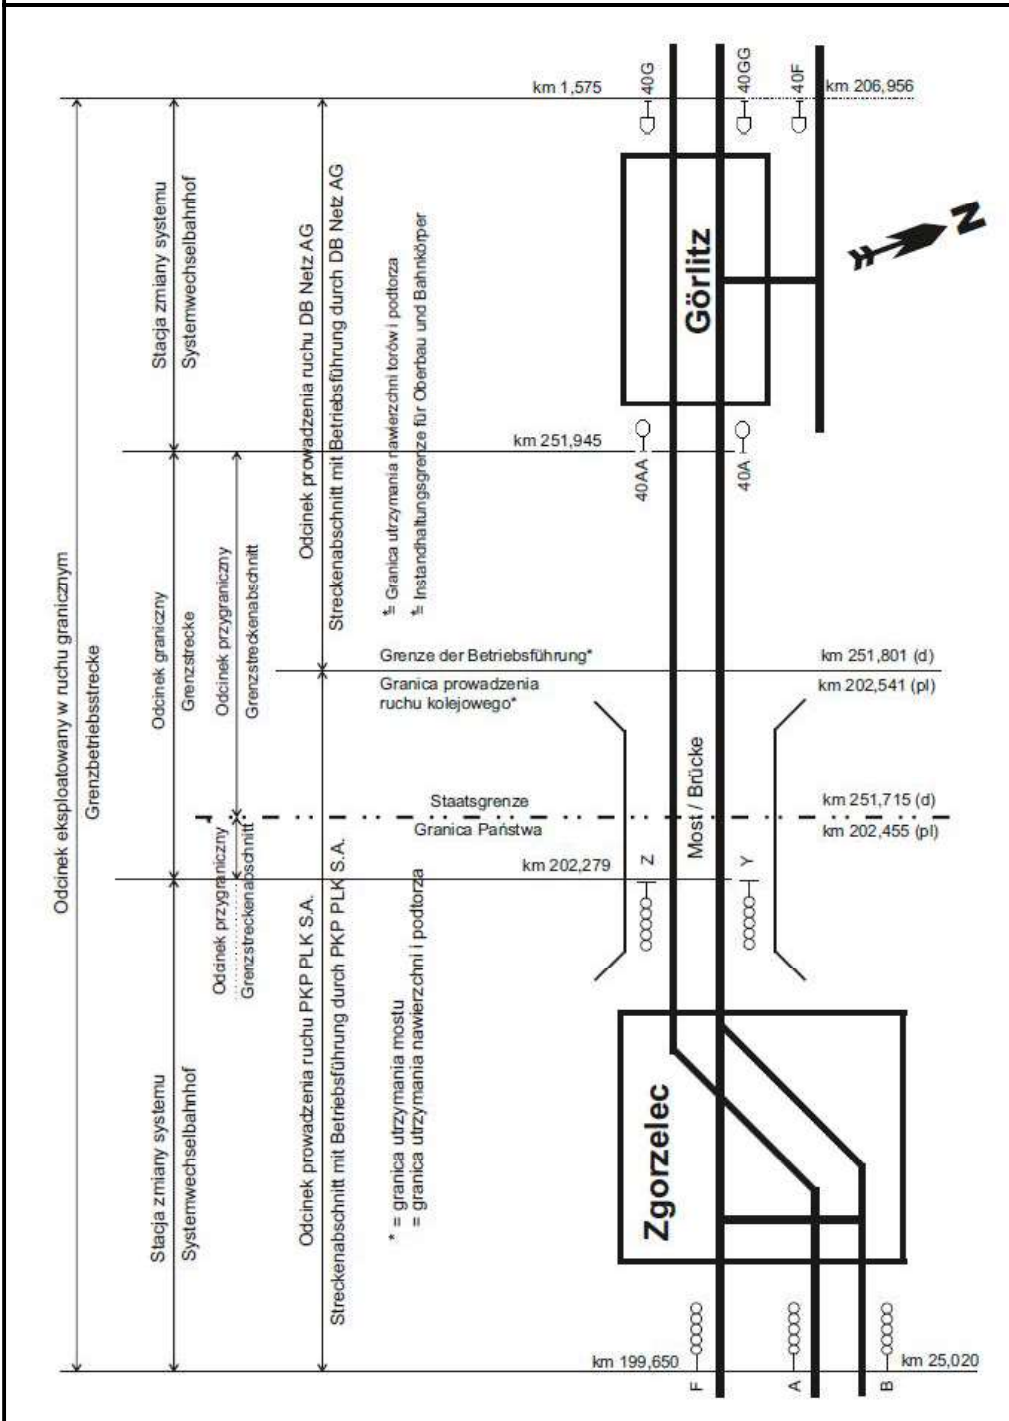 km 1,575
40G
40GG
40F
km 206,956
Stacja zmiany systemu
Systemwechselbahnhof
Odcinek prowadzenia ruchu DB Netz AG
Streckenabschnitt mit Betriebsführung durch DB Netz AG
*= Granica utrzymania nawierzchni torów i podtorza
*= Instandhaltungsgrenze für Oberbau und Bahnkörper
Görlitz
N
km 251,945
40AA
40A
Odcinek eksploatowany w ruchu granicznym
Grenzbetriebsstrecke
Odcinek graniczny
Grenzstrecke
Odcinek przygraniczny
Grenzstreckenabschnitt
Grenze der Betriebsführung*
Granica prowadzenia
ruchu kolejowego*
km 251,801 (d)
km 202,541 (pl)
Most / Brücke
Staatsgrenze
Granica Państwa
km 251,715 (d)
km 202,455 (pl)
km 202,279
Z
Y
Odcinek przygraniczny
Grenzstreckenabschnitt
Stacja zmiany systemu
Systemwechselbahnhof
Odcinek prowadzenia ruchu PKP PLK S.A.
Streckenabschnitt mit Betriebsführung durch PKP PLK S.A.
* = granica utrzymania mostu
= granica utrzymania nawierzchni i podtorza
Zgorzelec
km 199,650
F
A
B
km 25,020